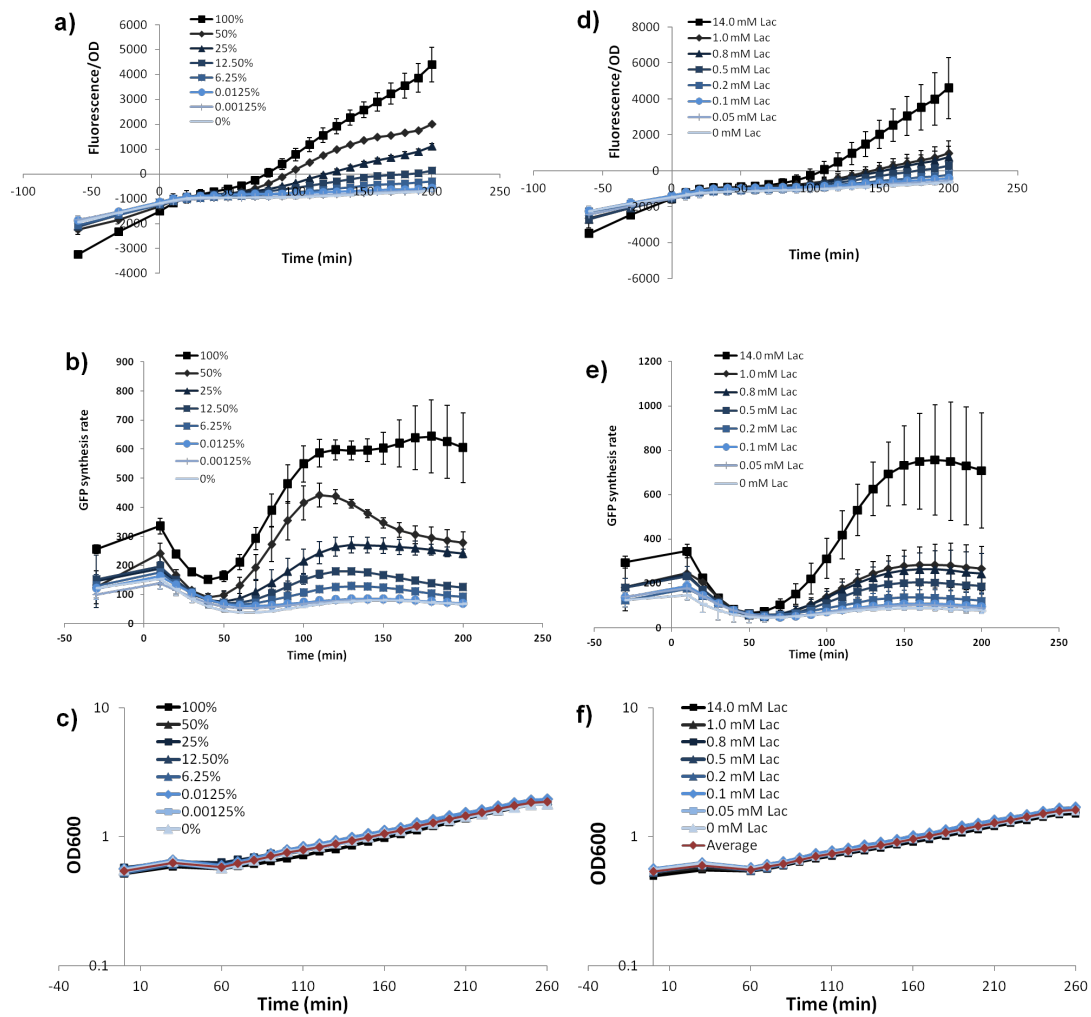 a)
100%
50%
25%
12.50%
6.25%
0.0125%
0.00125%
0%
Fluorescence/OD
6000
5000
4000
3000
2000
1000
0
-1000
-2000
-3000
-4000
-100 -50 0 50 100 150 200 250
Time (min)
d)
14.0 mM Lac
1.0 mM Lac
0.8 mM Lac
0.5 mM Lac
0.2 mM Lac
0.1 mM Lac
0.05 mM Lac
0 mM Lac
Fluorescence/OD
8000
6000
4000
2000
0
-2000
-4000
-6000
-100 -50 0 50 100 150 200 250
Time (min)
b)
100%
50%
25%
12.50%
6.25%
0.0125%
0.00125%
0%
GFP synthesis rate
900
800
700
600
500
400
300
200
100
0
-50 0 50 100 150 200 250
Time (min)
e)
14.0 mM Lac
1.0 mM Lac
0.8 mM Lac
0.5 mM Lac
0.2 mM Lac
0.1 mM Lac
0.05 mM Lac
0 mM Lac
GFP synthesis rate
1200
1000
800
600
400
200
0
-50 0 50 100 150 200 250
Time (min)
c)
100%
50%
25%
12.50%
6.25%
0.0125%
0.00125%
0%
OD600
10
1
0.1
-40 10 60 110 160 210 260
Time (min)
f)
14.0 mM Lac
1.0 mM Lac
0.8 mM Lac
0.5 mM Lac
0.2 mM Lac
0.1 mM Lac
0.05 mM Lac
0 mM Lac
Average
OD600
10
1
0.1
-40 10 60 110 160 210 260
Time (min)